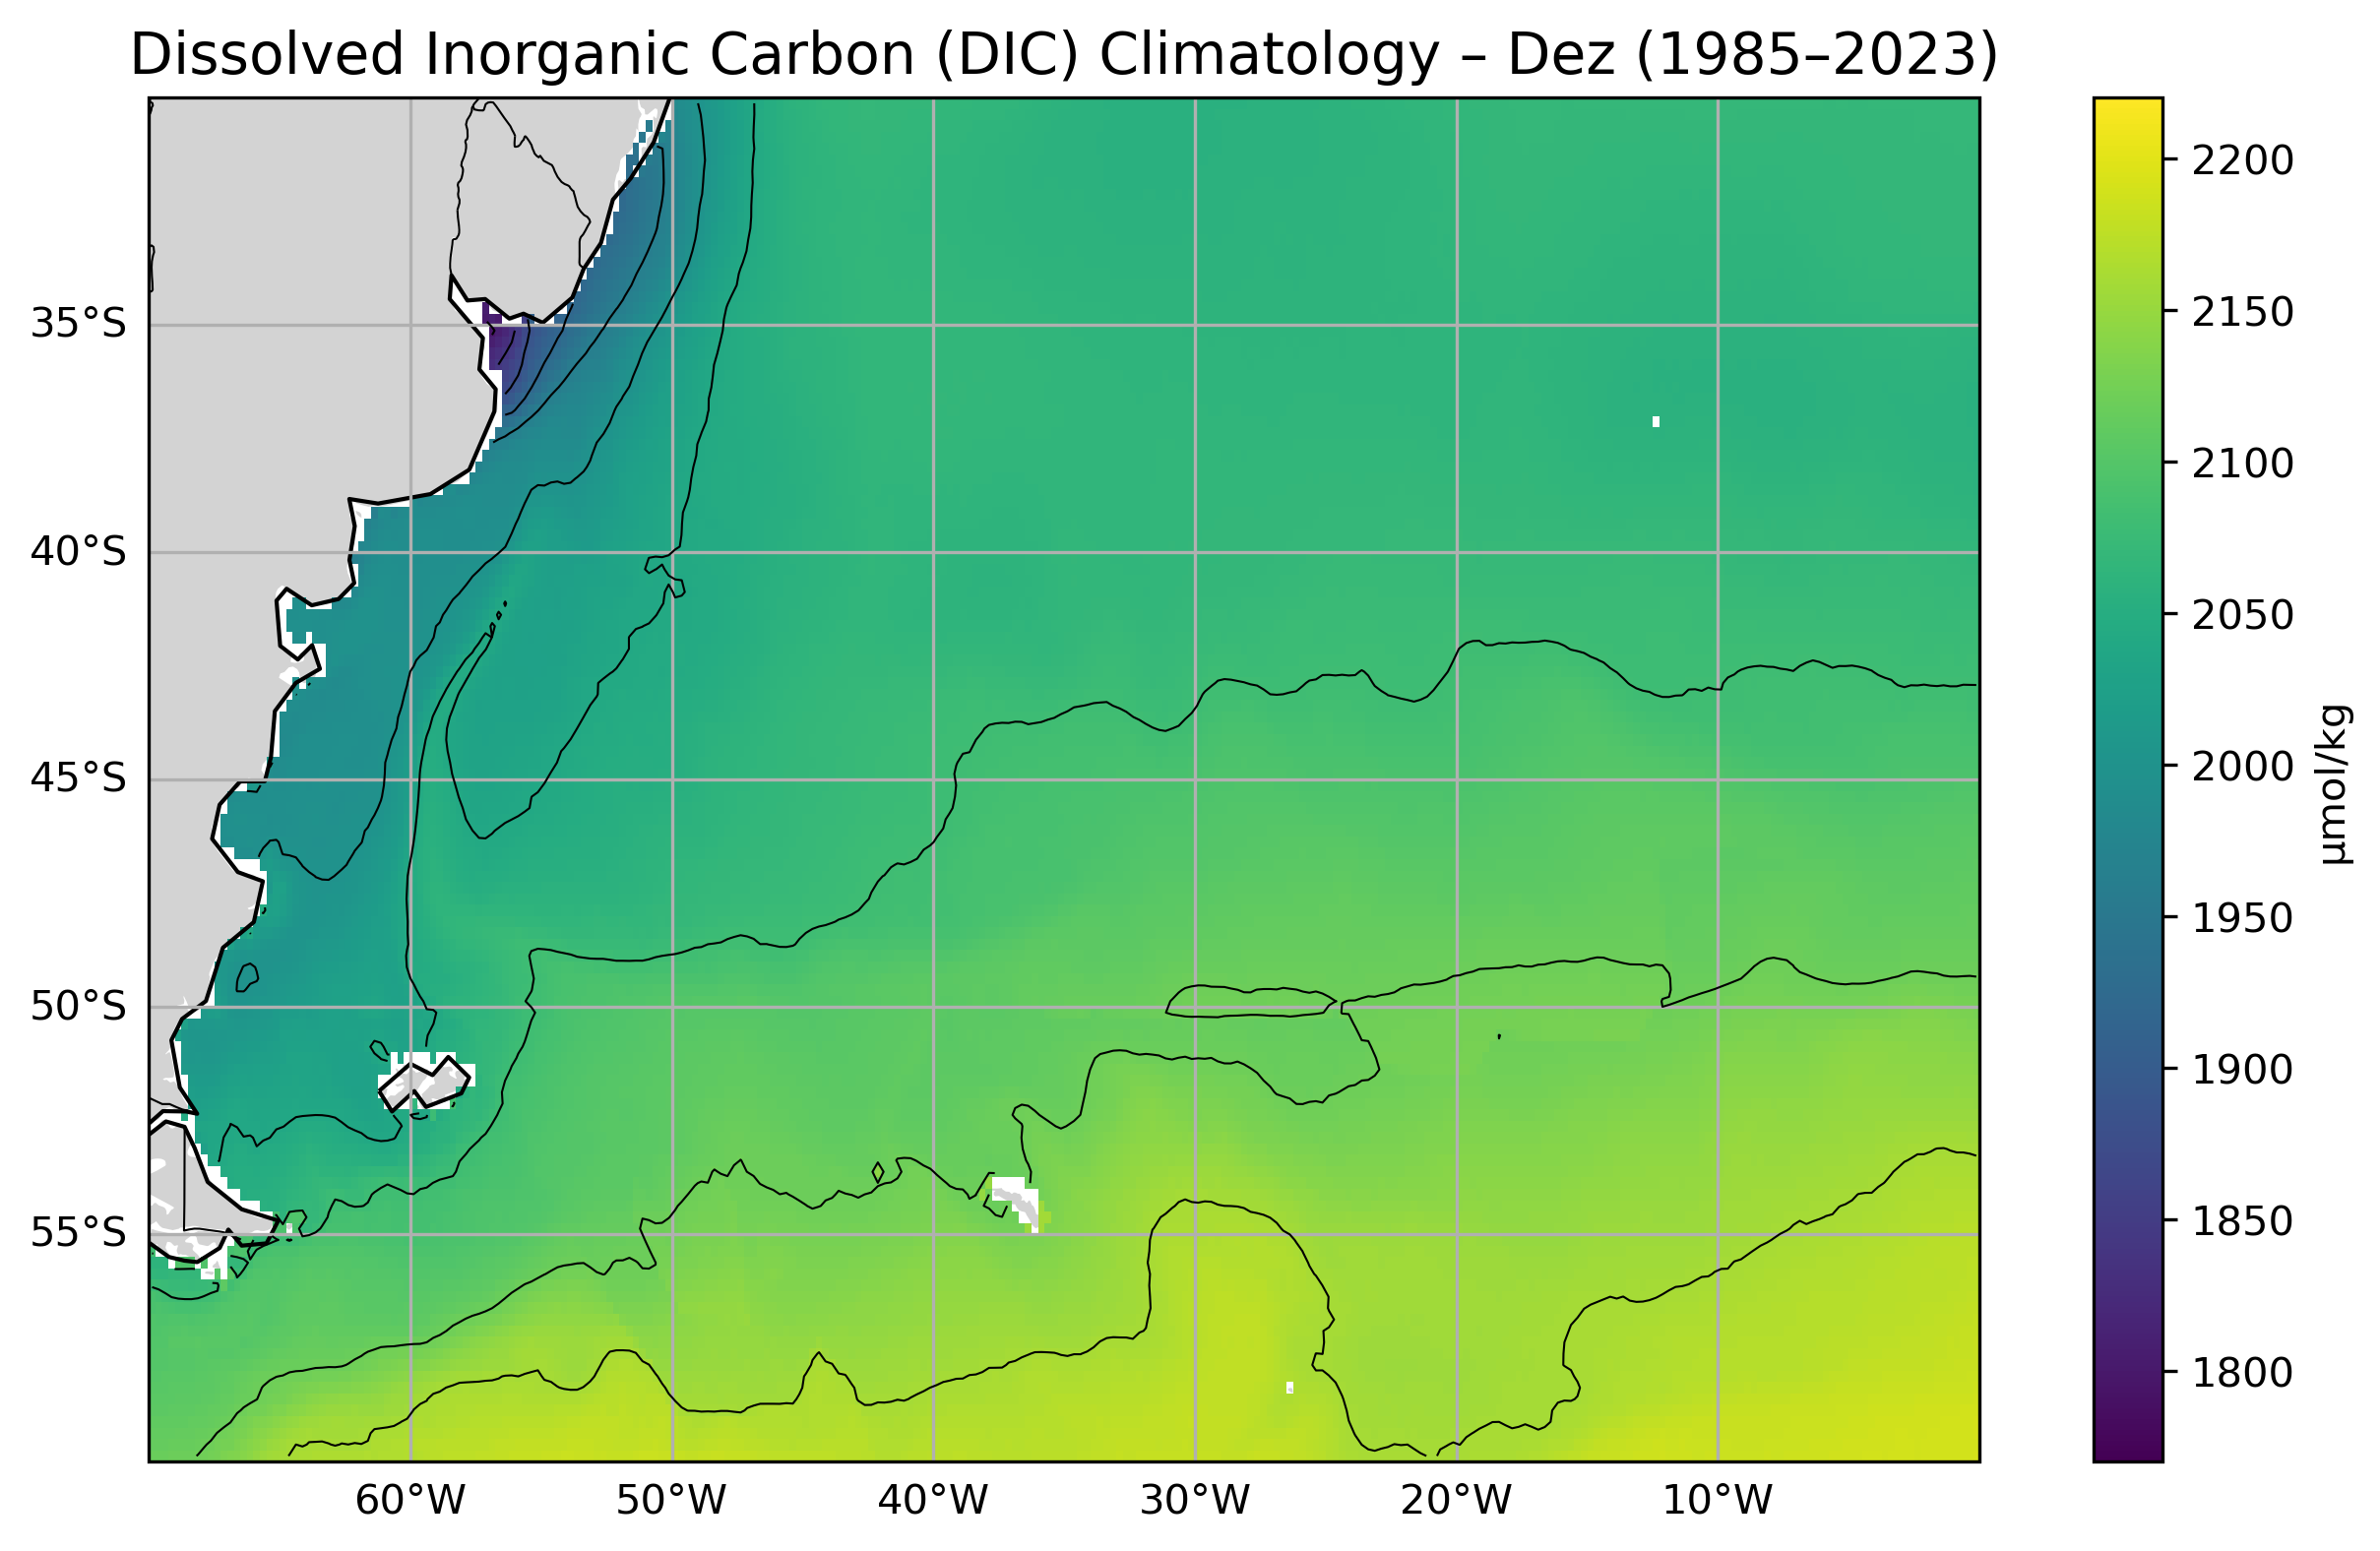 Dissolved Inorganic Carbon (DIC) Climatology – Dez (1985–2023)
35°S
40°S
45°S
50°S
55°S
60°W
50°W
40°W
30°W
20°W
10°W
2200
2150
2100
2050
2000
1950
1900
1850
1800
µmol/kg